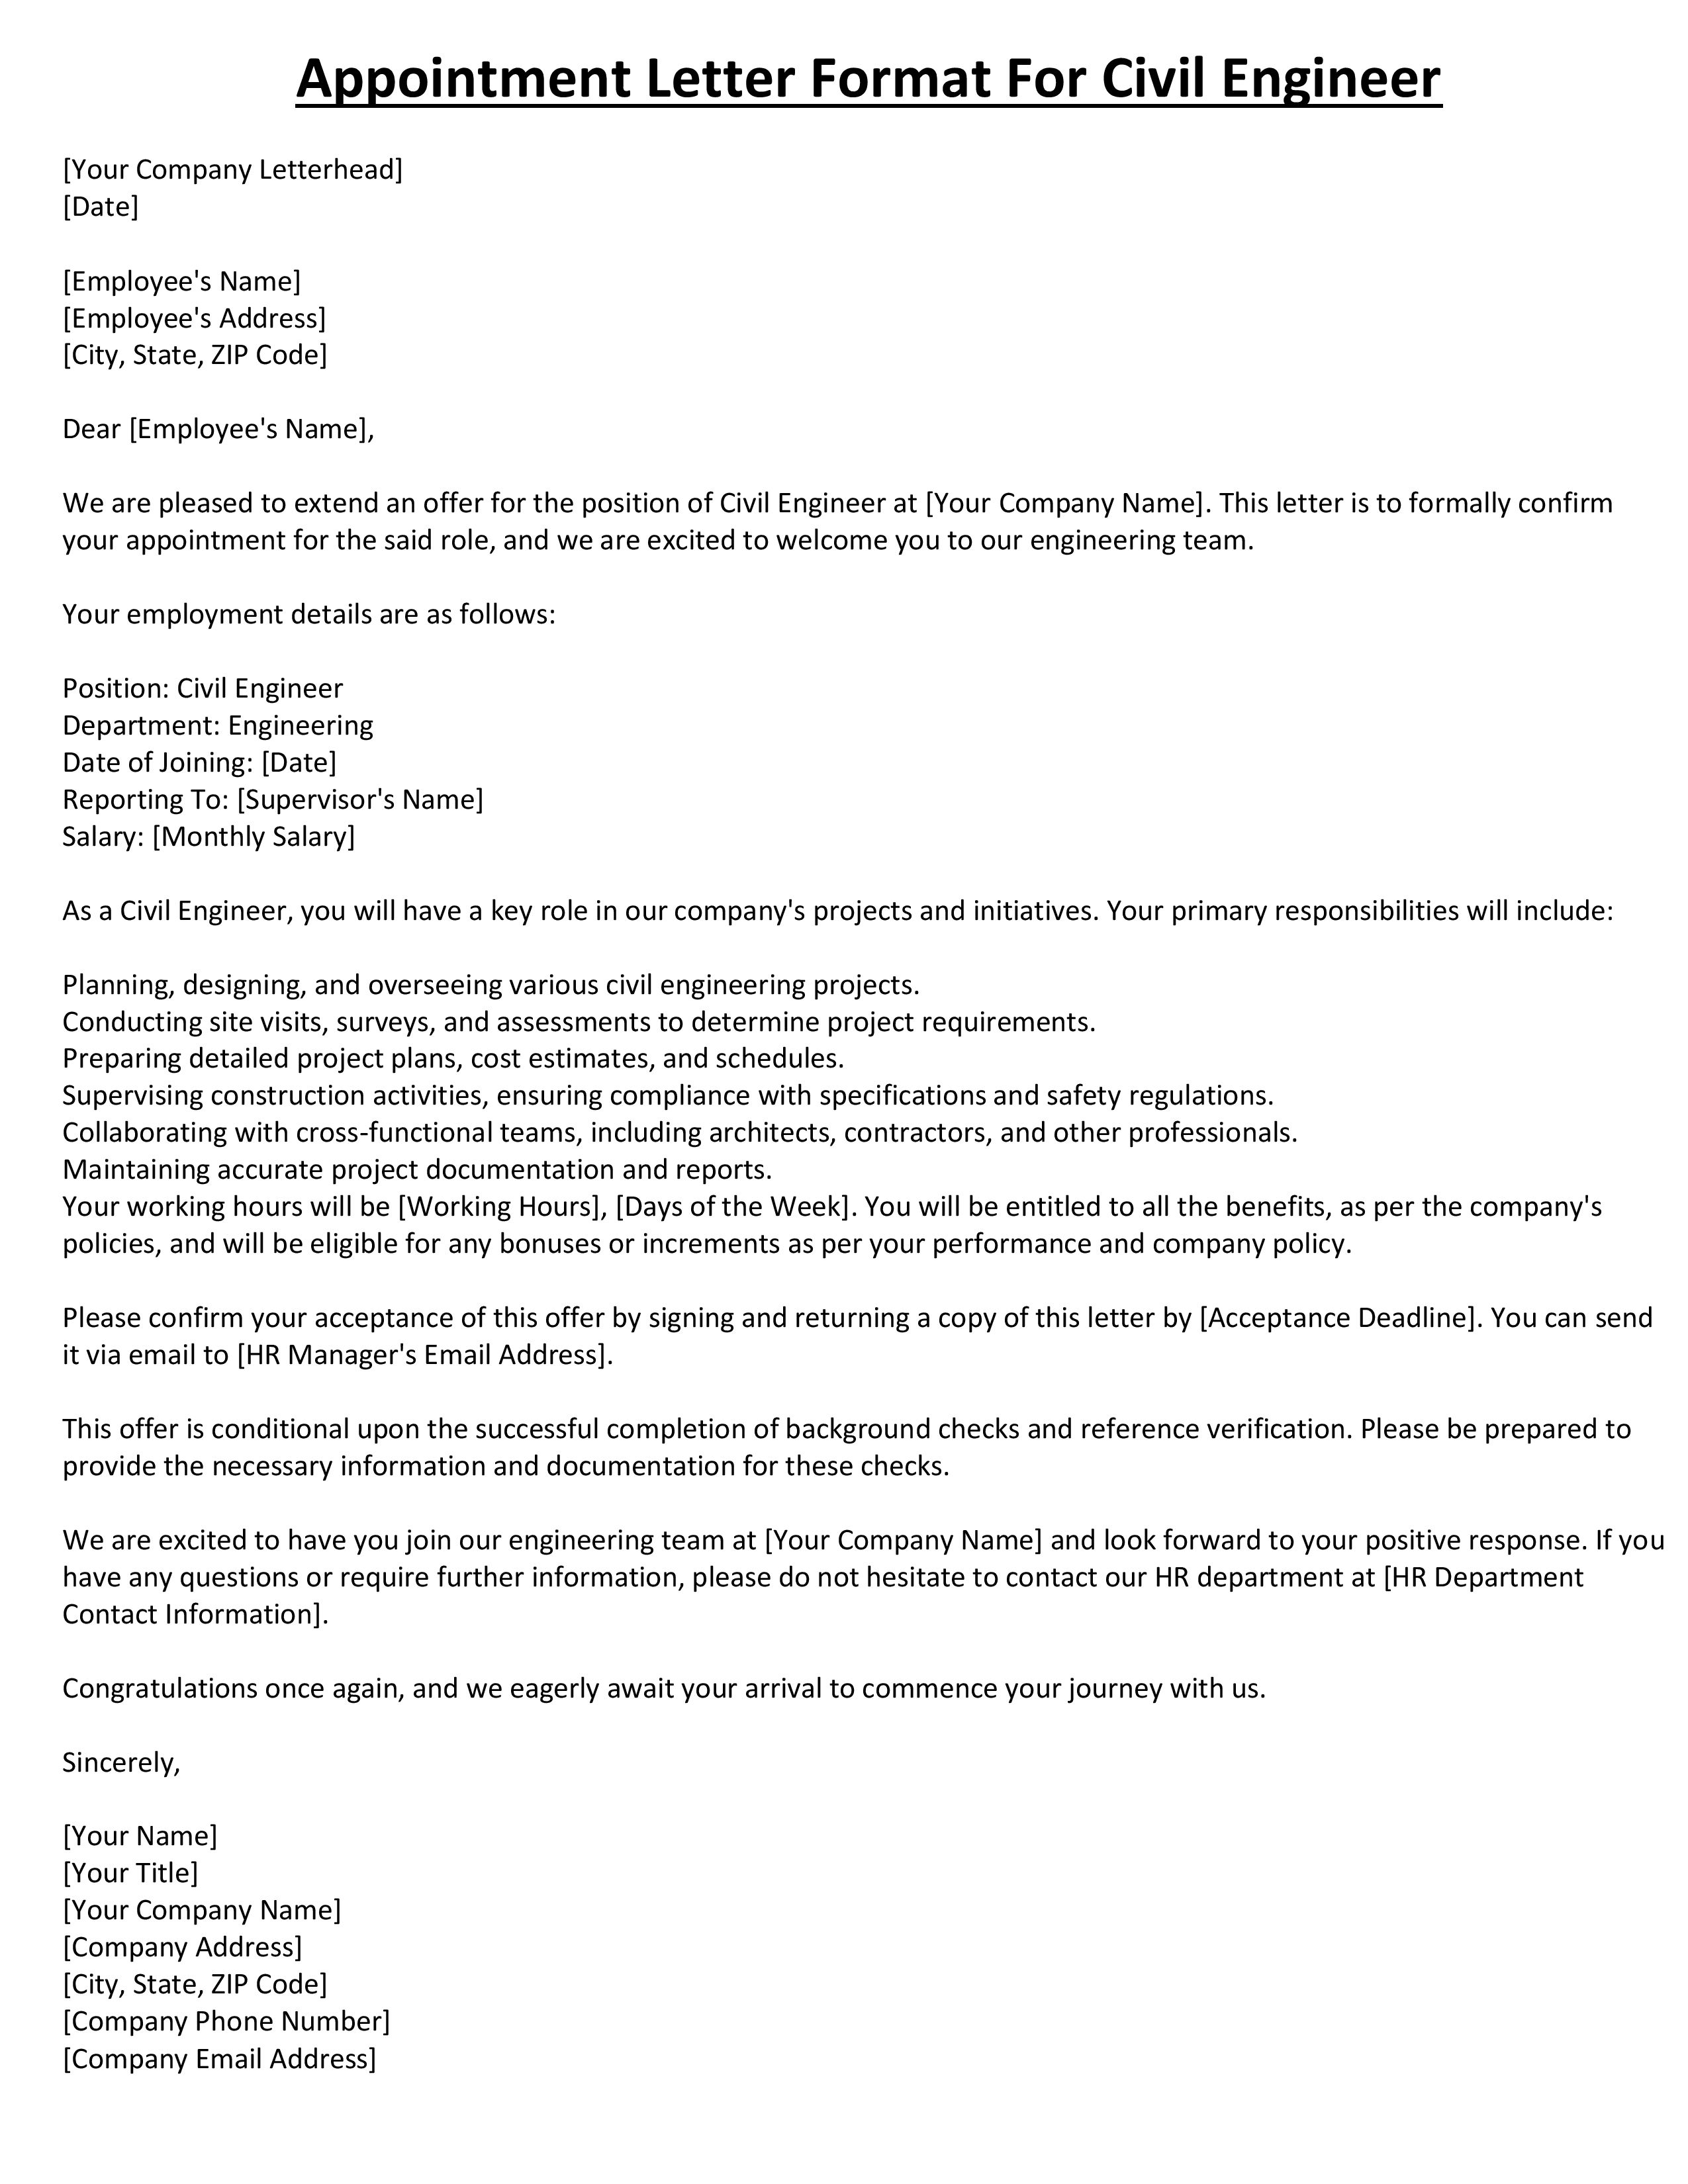 Appointment Letter Format For Civil Engineer
[Your Company Letterhead]
[Date]
[Employee's Name]
[Employee's Address]
[City, State, ZIP Code]
Dear [Employee's Name],
We are pleased to extend an offer for the position of Civil Engineer at [Your Company Name]. This letter is to formally confirm
your appointment for the said role, and we are excited to welcome you to our engineering team.
Your employment details are as follows:
Position: Civil Engineer
Department: Engineering
Date of Joining: [Date]
Reporting To: [Supervisor's Name]
Salary: [Monthly Salary]
As a Civil Engineer, you will have a key role in our company's projects and initiatives. Your primary responsibilities will include:
Planning, designing, and overseeing various civil engineering projects.
Conducting site visits, surveys, and assessments to determine project requirements.
Preparing detailed project plans, cost estimates, and schedules.
Supervising construction activities, ensuring compliance with specifications and safety regulations.
Collaborating with cross-functional teams, including architects, contractors, and other professionals.
Maintaining accurate project documentation and reports.
Your working hours will be [Working Hours], [Days of the Week]. You will be entitled to all the benefits, as per the company's
policies, and will be eligible for any bonuses or increments as per your performance and company policy.
Please confirm your acceptance of this offer by signing and returning a copy of this letter by [Acceptance Deadline]. You can send
it via email to [HR Manager's Email Address].
This offer is conditional upon the successful completion of background checks and reference verification. Please be prepared to
provide the necessary information and documentation for these checks.
We are excited to have you join our engineering team at [Your Company Name] and look forward to your positive response. If you
have any questions or require further information, please do not hesitate to contact our HR department at [HR Department
Contact Information].
Congratulations once again, and we eagerly await your arrival to commence your journey with us.
Sincerely,
[Your Name]
[Your Title]
[Your Company Name]
[Company Address]
[City, State, ZIP Code]
[Company Phone Number]
[Company Email Address]